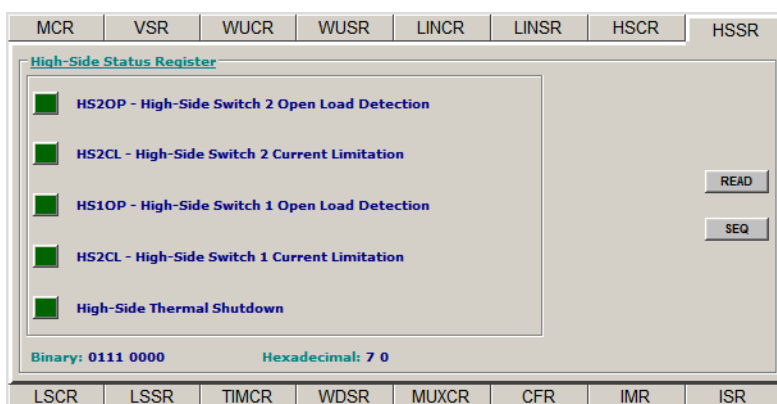 MCR VSR WUCR WUSR LINCR LINSR HSCR HSSR
High-Side Status Register
HS2OP - High-Side Switch 2 Open Load Detection
HS2CL - High-Side Switch 2 Current Limitation
READ
HS1OP - High-Side Switch 1 Open Load Detection
SEQ
HS2CL - High-Side Switch 1 Current Limitation
High-Side Thermal Shutdown
Binary: 0111 0000 Hexadecimal: 7 0
LSCR LSSR TIMCR WDSR MUXCR CFR IMR ISR